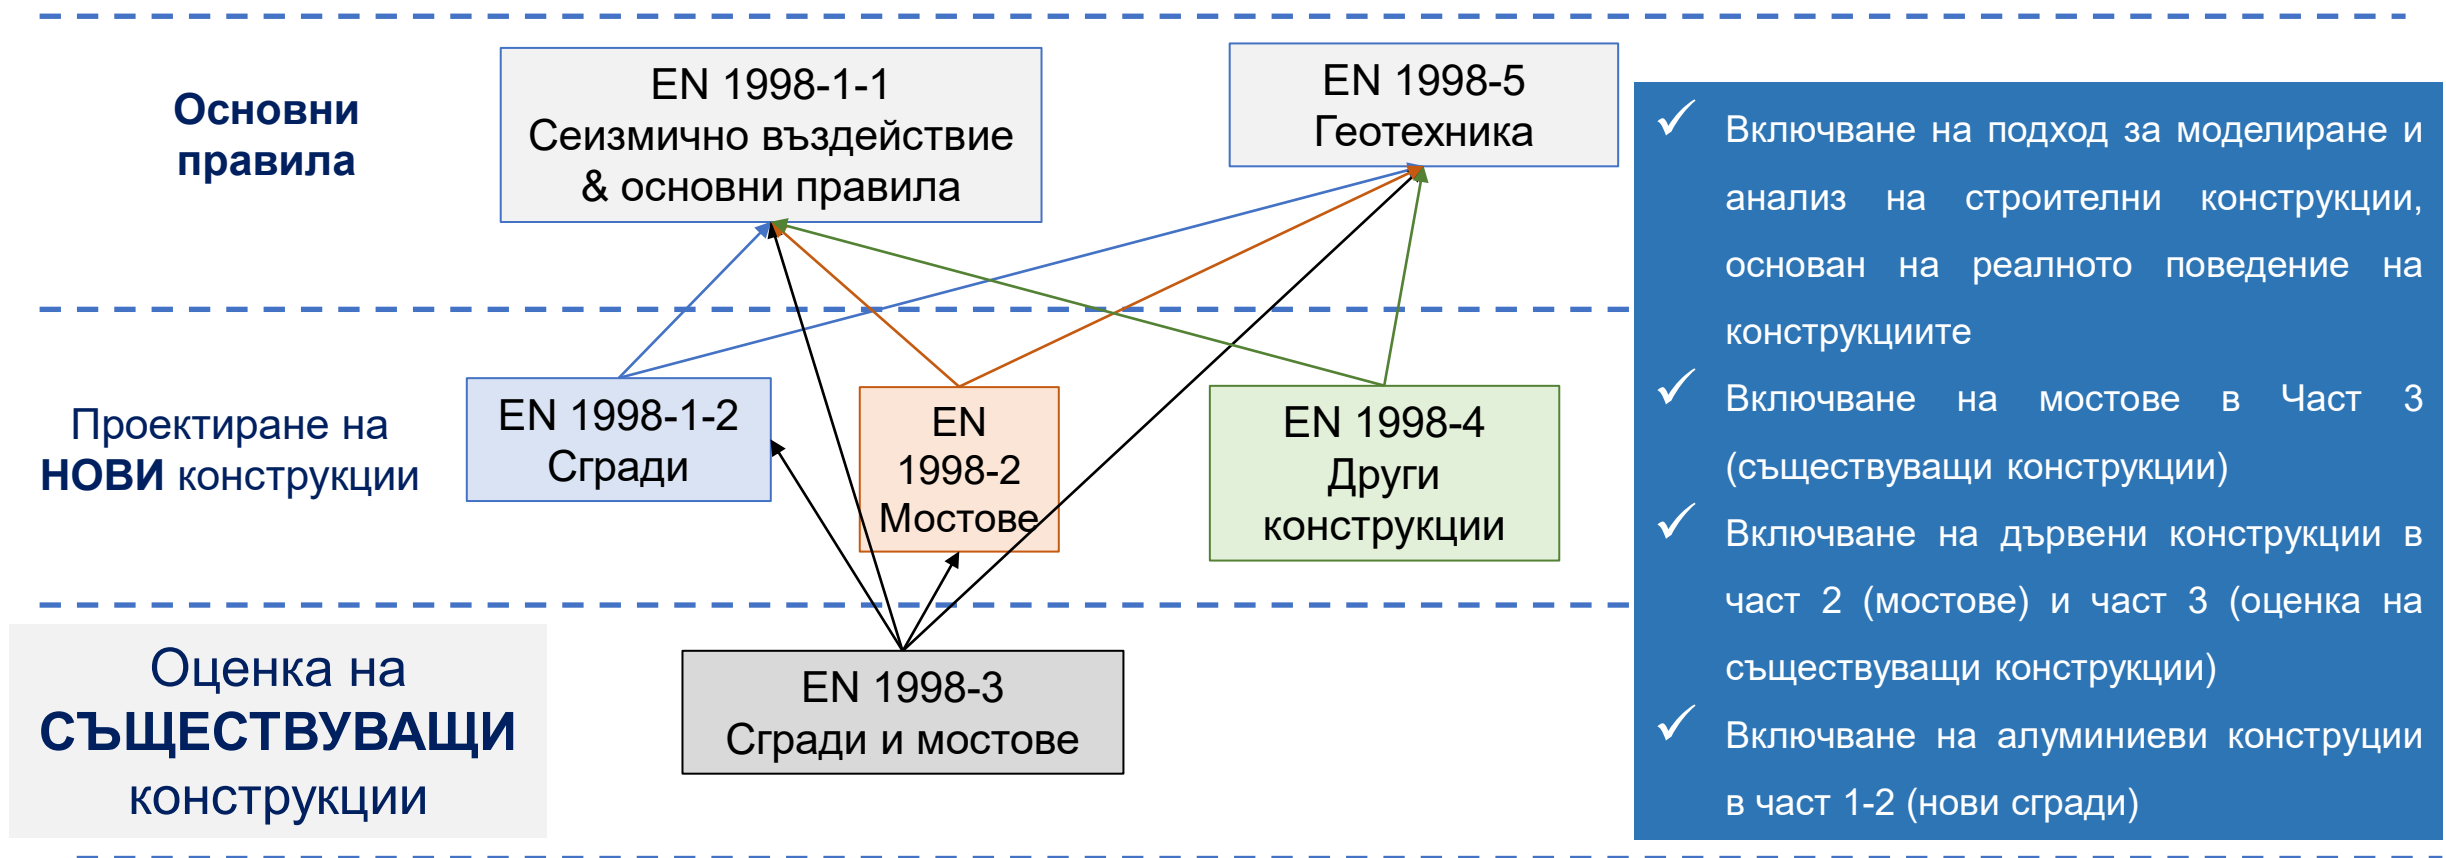 Основни
правила
EN 1998-1-1
Сеизмично въздействие
& основни правила
EN 1998-5
Геотехника
Проектиране на
НОВИ конструкции
EN 1998-1-2
Сгради
EN
1998-2
Мостове
EN 1998-4
Други
конструкции
Оценка на
СЪЩЕСТВУВАЩИ
конструкции
EN 1998-3
Сгради и мостове
Включване на подход за моделиране и
анализ на строителни конструкции,
основан на реалното поведение на
конструкциите
Включване на мостове в Част 3
(съществуващи конструкции)
Включване на дървени конструкции в
част 2 (мостове) и част 3 (оценка на
съществуващи конструкции)
Включване на алуминиеви конструции
в част 1-2 (нови сгради)